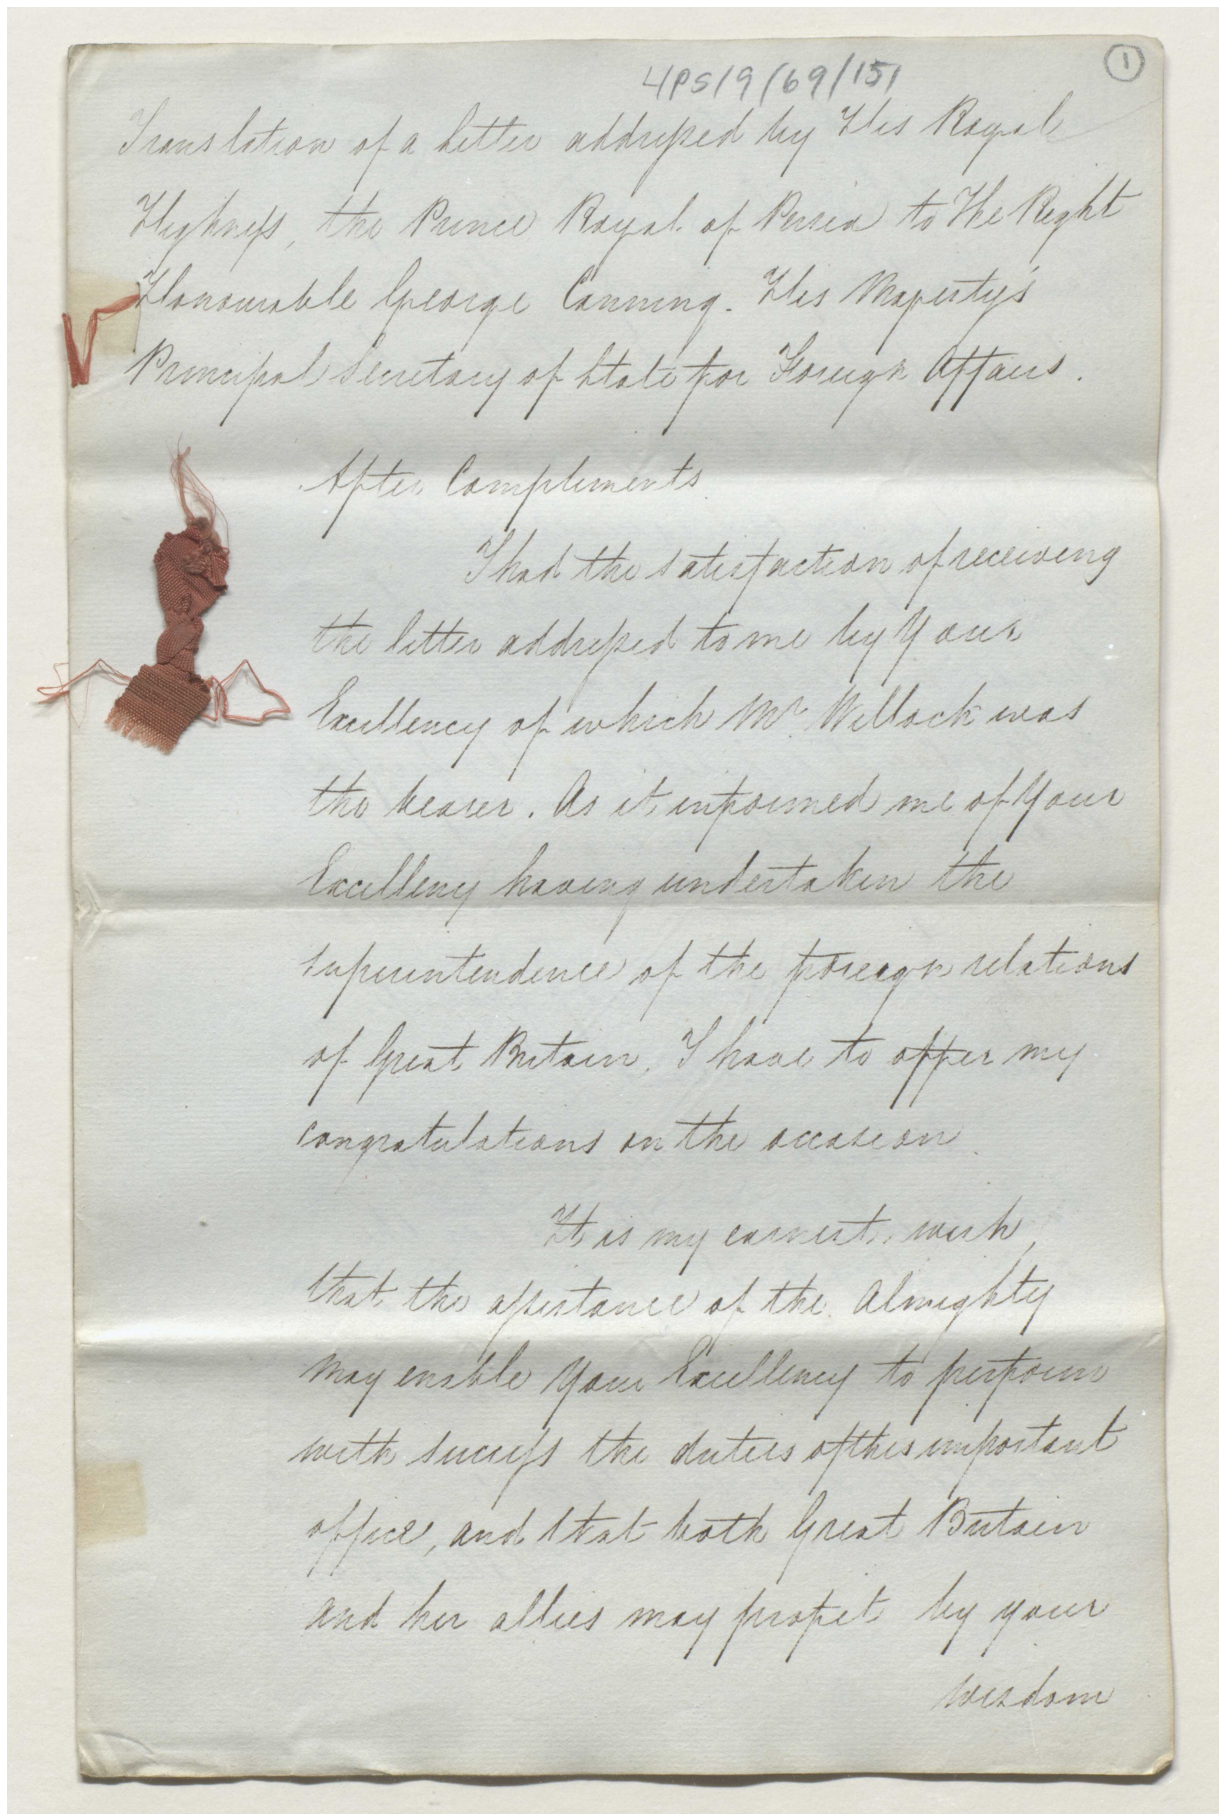 L/PS/9/69/151
1
Translation of a Letter addressed by His Royal
Highness, the Prince Royal of Persia to The Right
Honourable George Canning. His Majesty's
Principal Secretary of State for Foreign Affairs.
After Compliments
I had the satisfaction of receiving
the letter addressed to me by Your
Excellency of which Mr. Willock was
the bearer. As it informed me of Your
Excellency having undertaken the
superintendence of the foreign relations
of Great Britain, I have to offer my
congratulations on the occasion.
It is my earnest wish,
that the assistance of the Almighty
may enable Your Excellency to perform
with success the duties of this important
office, and that both Great Britain
and her allies may profit by your
wisdom